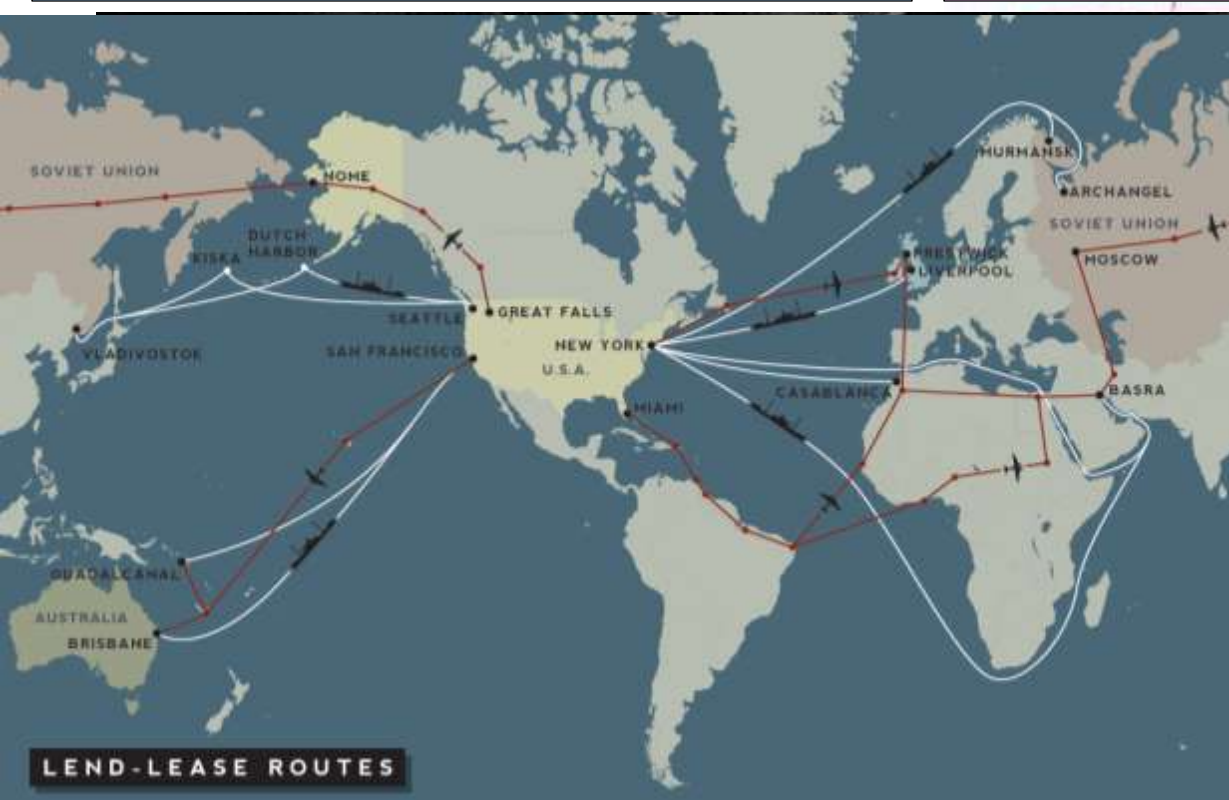 SOVIET UNION
NOME
DUTCH
HARBOR
KISKA
SEATTLE
GREAT FALLS
VLADIVOSTOK
SAN FRANCISCO
NEW YORK
U.S.A.
MIAMI
MURMANSK
ARCHANGEL
SOVIET UNION
PRESTWICK
LIVERPOOL
MOSCOW
CASABLANCA
BASRA
GUADALCANAL
AUSTRALIA
BRISBANE
LEND-LEASE ROUTES